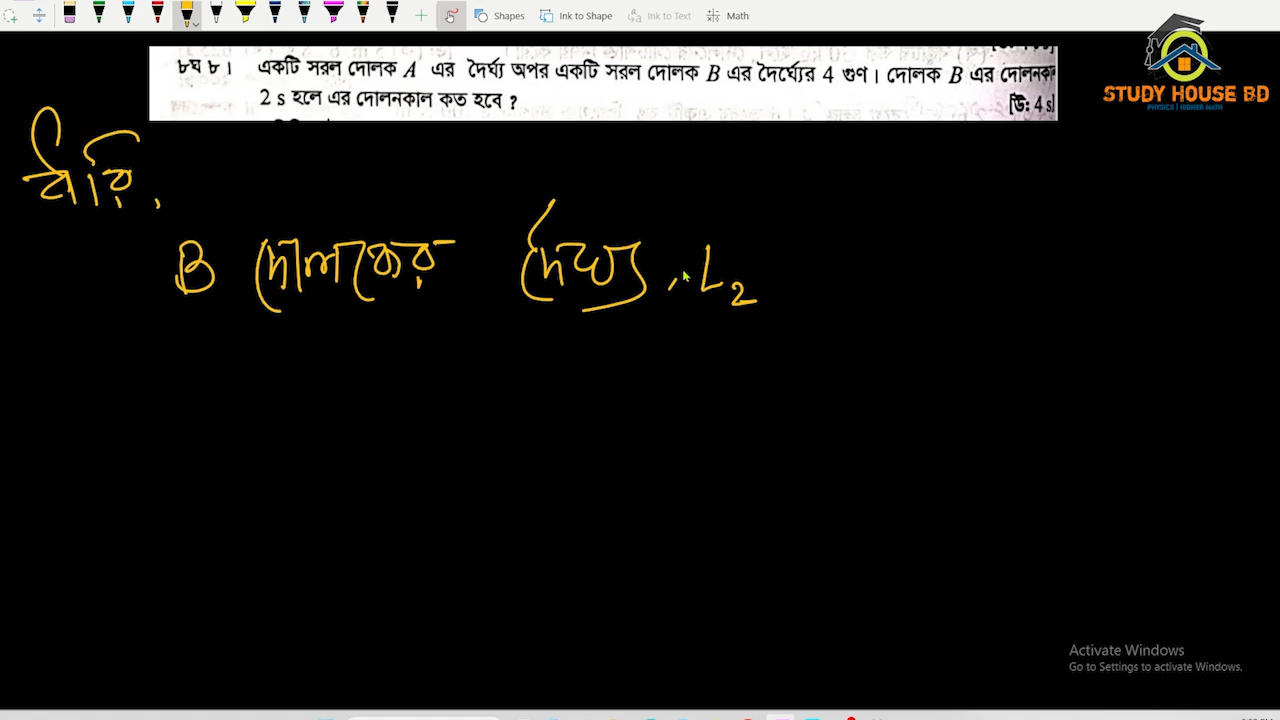 Shapes Ink to Shape Ink to Text Math
৮ঘ ৮। একটি সরল দোলক A এর দৈর্ঘ্য অপর একটি সরল দোলক B এর দৈর্ঘ্যের 4 গুণ। দোলক B এর দোলনকা
2 s হলে এর দোলনকাল কত হবে ?
[উ: 4 s]
STUDY HOUSE BD
PHYSICS | HIGHER MATH
ধরি,
B দোলকের দৈর্ঘ্য, L2
Activate Windows
Go to Settings to activate Windows.